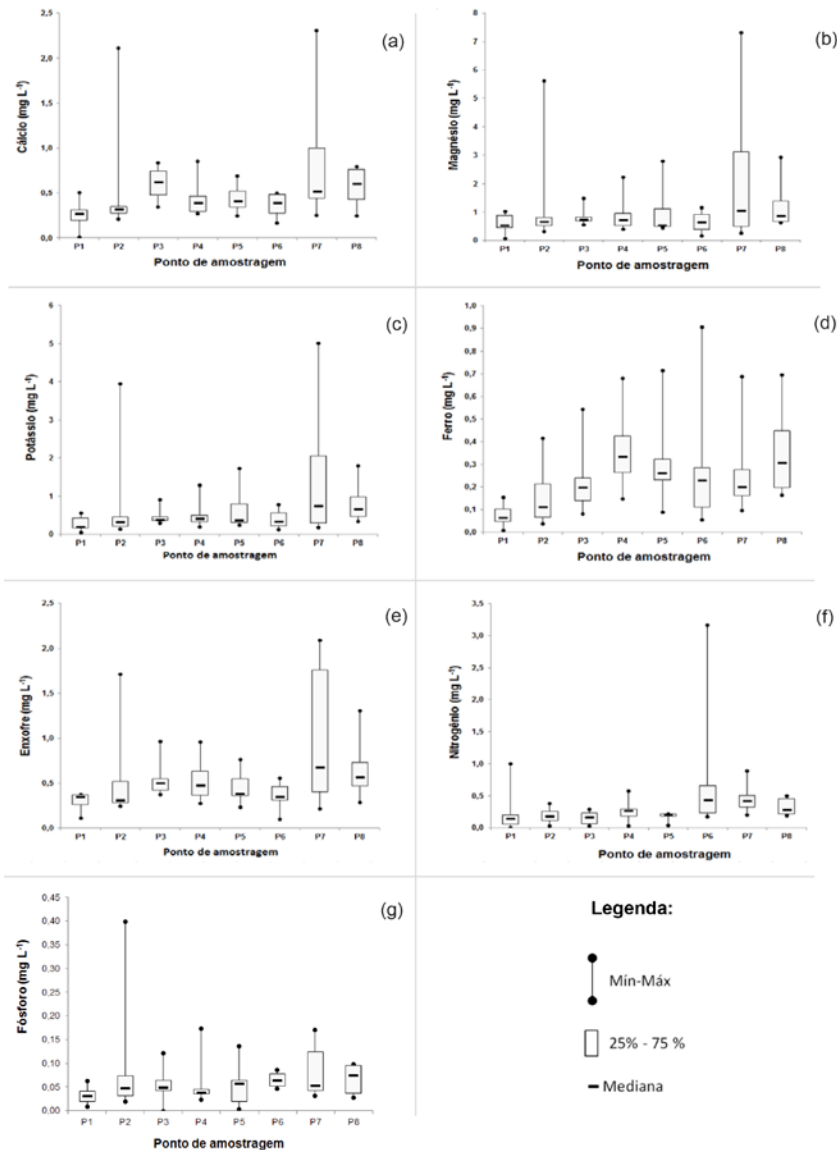 (a)
Cálcio (mg L⁻¹)
2,5
2,0
1,5
1,0
0,5
0,0
P1 P2 P3 P4 P5 P6 P7 P8
Ponto de amostragem
(b)
Magnésio (mg L⁻¹)
8
7
6
5
4
3
2
1
0
P1 P2 P3 P4 P5 P6 P7 P8
Ponto de amostragem
(c)
Potássio (mg L⁻¹)
6
5
4
3
2
1
0
P1 P2 P3 P4 P5 P6 P7 P8
Ponto de amostragem
(d)
Ferro (mg L⁻¹)
1,0
0,9
0,8
0,7
0,6
0,5
0,4
0,3
0,2
0,1
0,0
P1 P2 P3 P4 P5 P6 P7 P8
Ponto de amostragem
(e)
Enxofre (mg L⁻¹)
2,5
2,0
1,5
1,0
0,5
0,0
P1 P2 P3 P4 P5 P6 P7 P8
Ponto de amostragem
(f)
Nitrogênio (mg L⁻¹)
3,5
3,0
2,5
2,0
1,5
1,0
0,5
0,0
P1 P2 P3 P4 P5 P6 P7 P8
Ponto de amostragem
(g)
Fósforo (mg L⁻¹)
0,45
0,40
0,35
0,30
0,25
0,20
0,15
0,10
0,05
0,00
P1 P2 P3 P4 P5 P6 P7 P8
Ponto de amostragem
Legenda:
Mín-Máx
25% - 75 %
Mediana